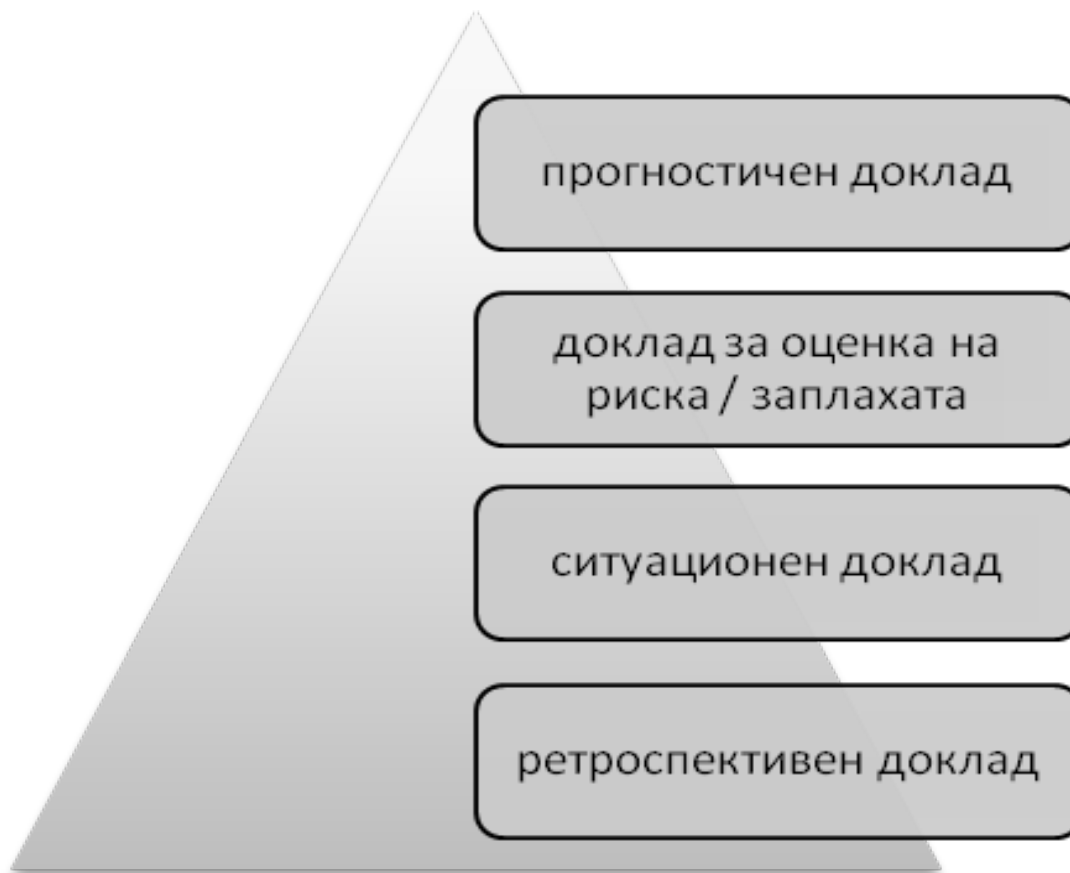 прогностичен доклад
доклад за оценка на
риска / заплахата
ситуационен доклад
ретроспективен доклад